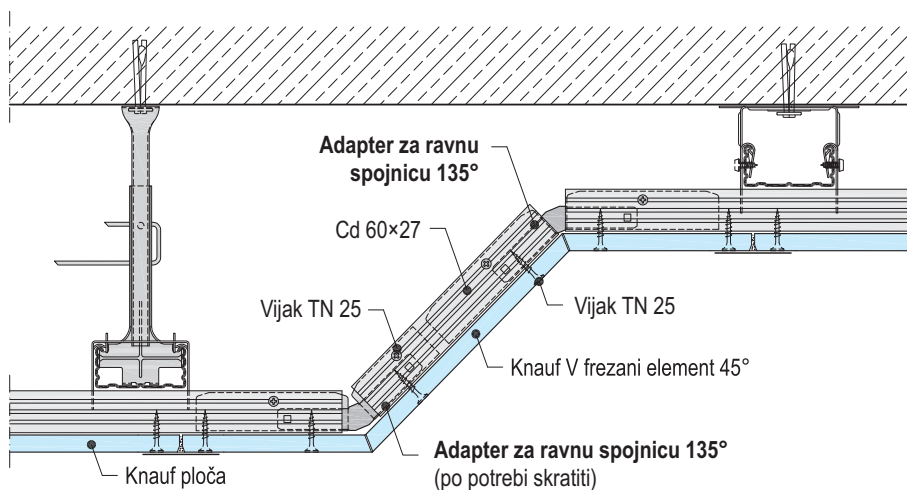 Adapter za ravnu
spojnicu 135°
Cd 60×27
Vijak TN 25
Vijak TN 25
Knauf V frezani element 45°
Adapter za ravnu spojnicu 135°
(po potrebi skratiti)
Knauf ploča